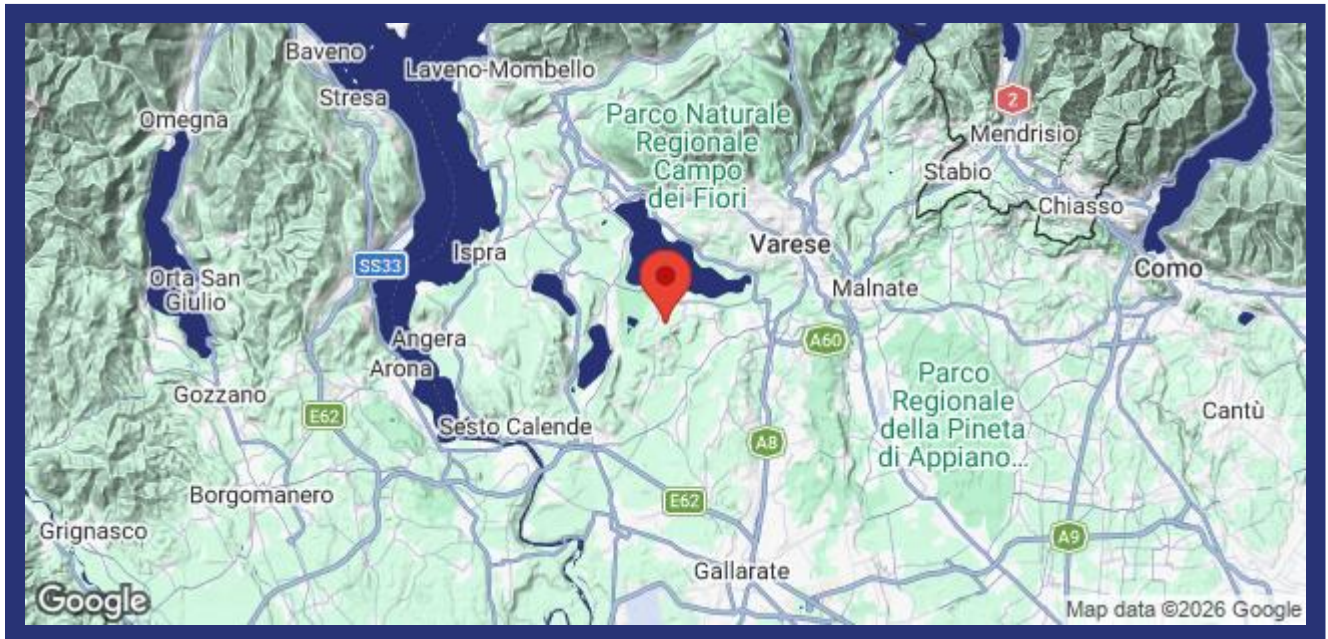 Baveno
Laveno-Mombello
Stresa
Omegna
Parco Naturale
Regionale
Campo
dei Fiori
2
Mendrisio
Stabio
Chiasso
Varese
Ispra
SS33
Orta San
Giulio
Malnate
Como
Angera
Arona
A60
Gozzano
E62
Parco
Regionale
della Pineta
di Appiano...
Cantù
Sesto Calende
A8
Borgomanero
E62
Grignasco
A9
Gallarate
Google
Map data ©2026 Google